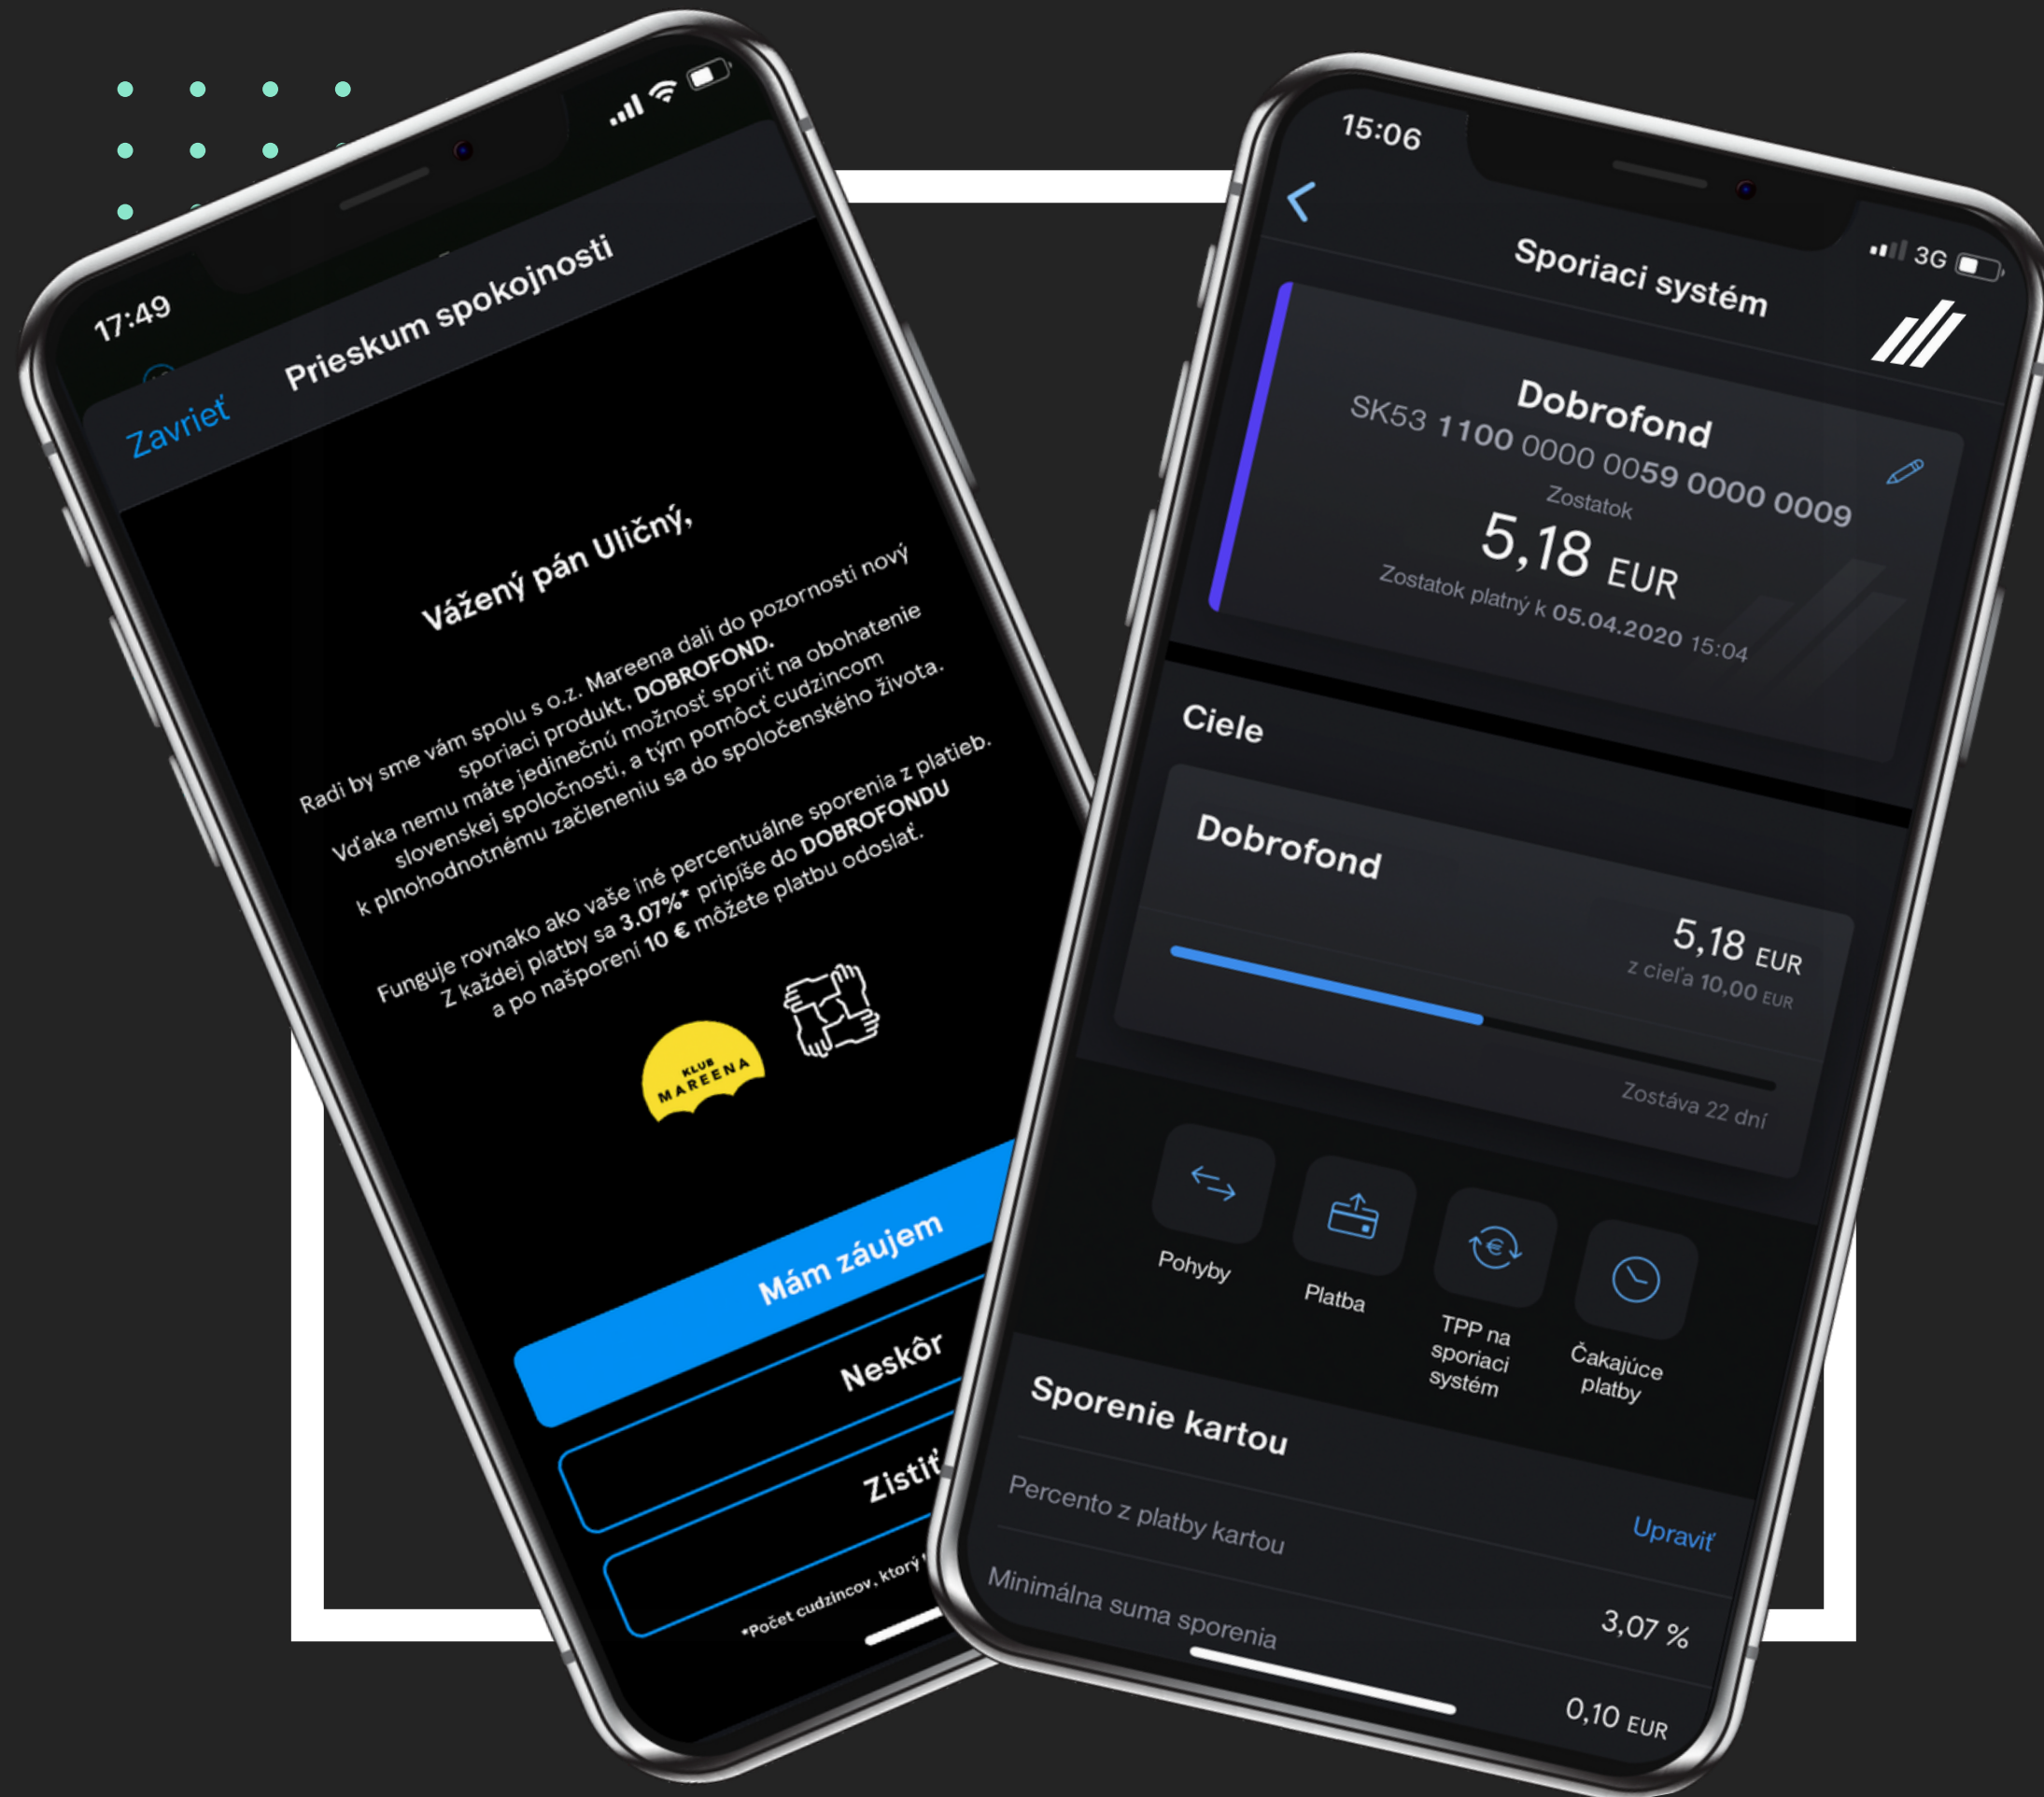 17:49
Zavrieť
Prieskum spokojnosti
Vážený pán Uličný,
Radi by sme vám spolu s o.z. Mareena dali do pozornosti nový
sporiaci produkt, DOBROFOND.
Vďaka nemu máte jedinečnú možnosť sporiť na obohatenie
slovenskej spoločnosti, a tým pomôcť cudzincom
k plnohodnotnému začleneniu sa do spoločenského života.
Funguje rovnako ako vaše iné percentuálne sporenia z platieb.
Z každej platby sa 3.07%* pripíše do DOBROFONDU
a po našporení 10 € môžete platbu odoslať.
KLUB
MAREENA
Mám záujem
Neskôr
Zistiť
*Počet cudzincov, ktorý
15:06
3G
Sporiaci systém
Dobrofond
SK53 1100 0000 0059 0000 0009
Zostatok
5,18 EUR
Zostatok platný k 05.04.2020 15:04
Ciele
Dobrofond
5,18 EUR
z cieľa 10,00 EUR
Zostáva 22 dní
Pohyby
Platba
TPP na
sporiaci
systém
Čakajúce
platby
Sporenie kartou
Upraviť
Percento z platby kartou
3,07 %
Minimálna suma sporenia
0,10 EUR